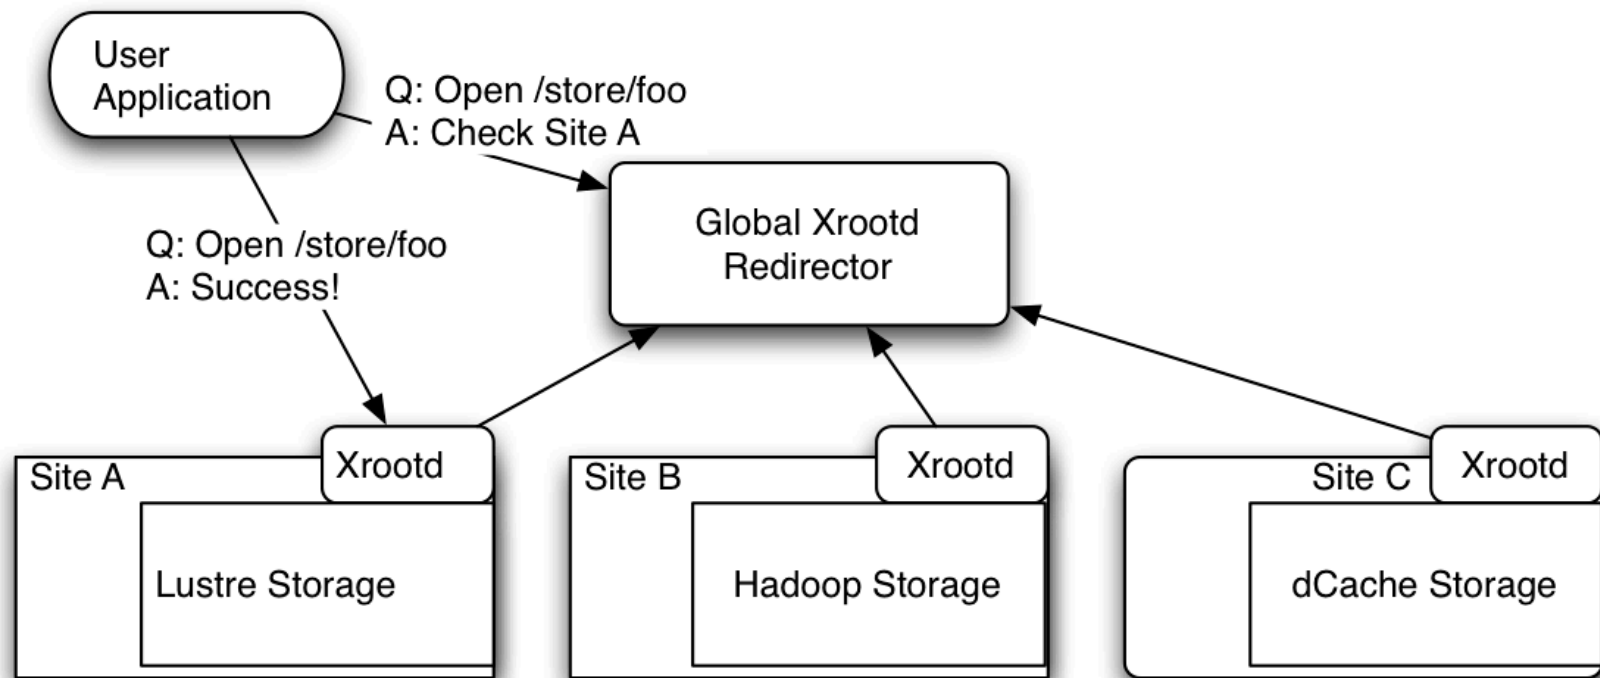 User
Application
Q: Open /store/foo
A: Check Site A
Global Xrootd
Redirector
Q: Open /store/foo
A: Success!
Site A
Xrootd
Lustre Storage
Site B
Xrootd
Hadoop Storage
Site C
Xrootd
dCache Storage